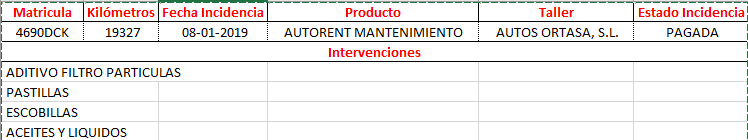 Matricula Kilómetros Fecha Incidencia Producto Taller Estado Incidencia
4690DCK 19327 08-01-2019 AUTORENT MANTENIMIENTO AUTOS ORTASA, S.L. PAGADA
Intervenciones
ADITIVO FILTRO PARTICULAS
PASTILLAS
ESCOBILLAS
ACEITES Y LIQUIDOS